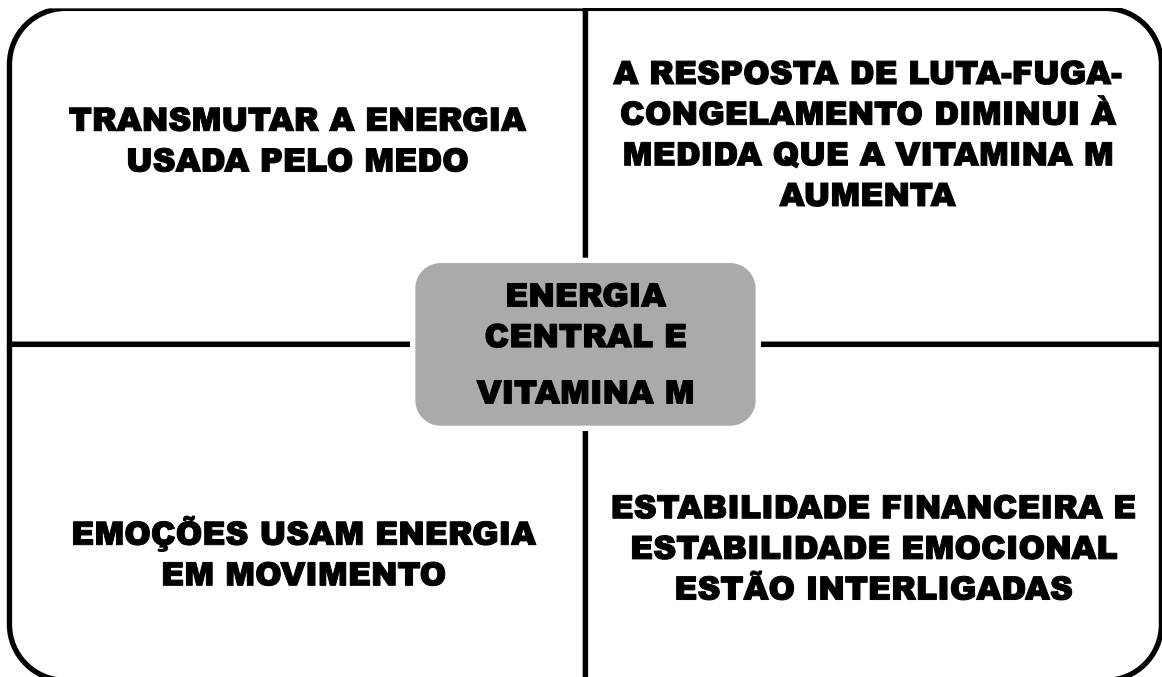 TRANSMUTAR A ENERGIA
USADA PELO MEDO
A RESPOSTA DE LUTA-FUGA-
CONGELAMENTO DIMINUI À
MEDIDA QUE A VITAMINA M
AUMENTA
ENERGIA
CENTRAL E
VITAMINA M
EMOÇÕES USAM ENERGIA
EM MOVIMENTO
ESTABILIDADE FINANCEIRA E
ESTABILIDADE EMOCIONAL
ESTÃO INTERLIGADAS